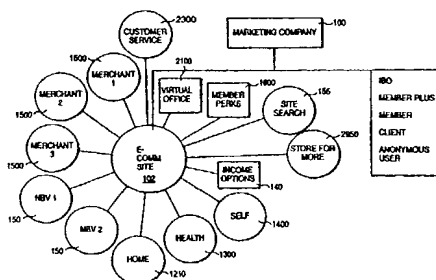 2300
100
CUSTOMER
SERVICE
MARKETING COMPANY
2100
1500
VIRTUAL
OFFICE
MEMBER
PERKS
1600
MERCHANT
1
155
SITE
SEARCH
IBO
MEMBER PLUS
MEMBER
CLIENT
ANONYMOUS
USER
MERCHANT
2
1500
E-
COMM
SITE
102
2950
STORE FOR
MORE
MERCHANT
3
1500
INCOME
OPTIONS
140
NBV 1
150
MBV 2
150
SELF
1400
HOME
1210
HEALTH
1300